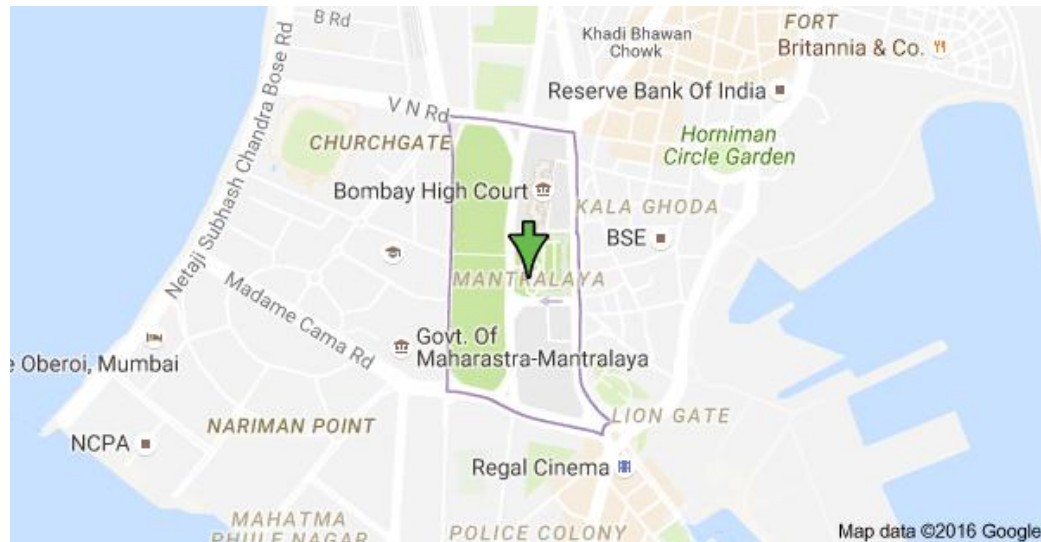 B Rd
Khadi Bhawan
Chowk
FORT
Britannia & Co.
Netaji Subhash Chandra Bose Rd
V N Rd
Reserve Bank Of India
CHURCHGATE
Horniman
Circle Garden
Bombay High Court
KALA GHODA
BSE
MANTRALAYA
Madame Cama Rd
Govt. Of
Maharastra-Mantralaya
e Oberoi, Mumbai
LION GATE
NARIMAN POINT
NCPA
Regal Cinema
MAHATMA
PHULE NAGAR
POLICE COLONY
Map data ©2016 Google